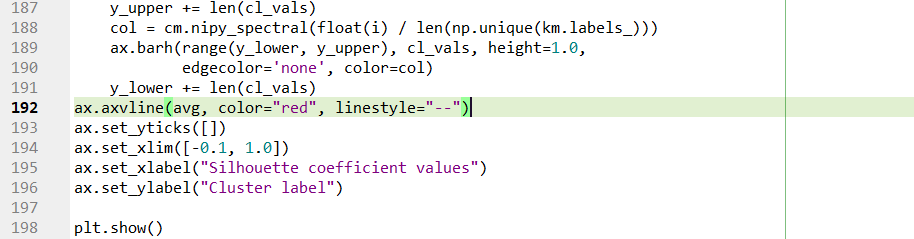 187 y_upper += len(cl_vals)
188 col = cm.nipy_spectral(float(i) / len(np.unique(km.labels_)))
189 ax.barh(range(y_lower, y_upper), cl_vals, height=1.0,
190 edgecolor='none', color=col)
191 y_lower += len(cl_vals)
192 ax.axvline(avg, color="red", linestyle="--")
193 ax.set_yticks([])
194 ax.set_xlim([-0.1, 1.0])
195 ax.set_xlabel("Silhouette coefficient values")
196 ax.set_ylabel("Cluster label")
197
198 plt.show()